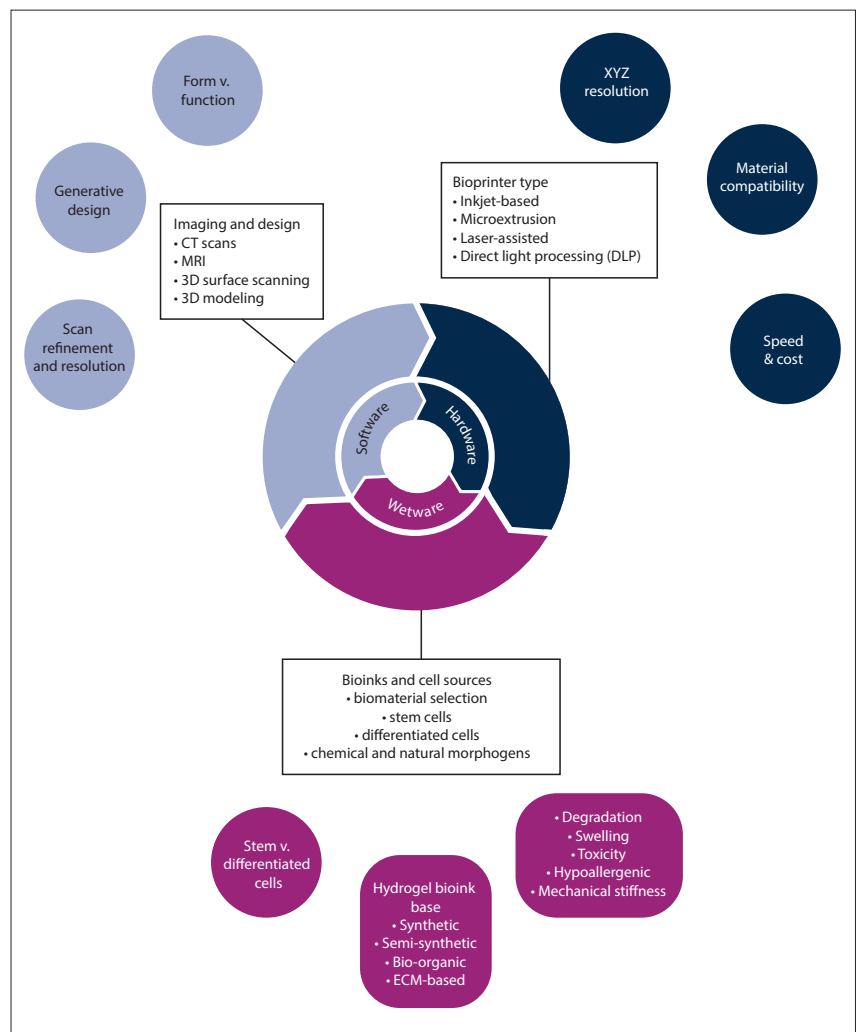 Form v.
function
Generative
design
Scan
refinement
and resolution
XYZ
resolution
Material
compatibility
Speed
& cost
Imaging and design
• CT scans
• MRI
• 3D surface scanning
• 3D modeling
Bioprinter type
• Inkjet-based
• Microextrusion
• Laser-assisted
• Direct light processing (DLP)
Software
Hardware
Wetware
Bioinks and cell sources
• biomaterial selection
• stem cells
• differentiated cells
• chemical and natural morphogens
Stem v.
differentiated
cells
Hydrogel bioink
base
• Synthetic
• Semi-synthetic
• Bio-organic
• ECM-based
• Degradation
• Swelling
• Toxicity
• Hypoallergenic
• Mechanical stiffness